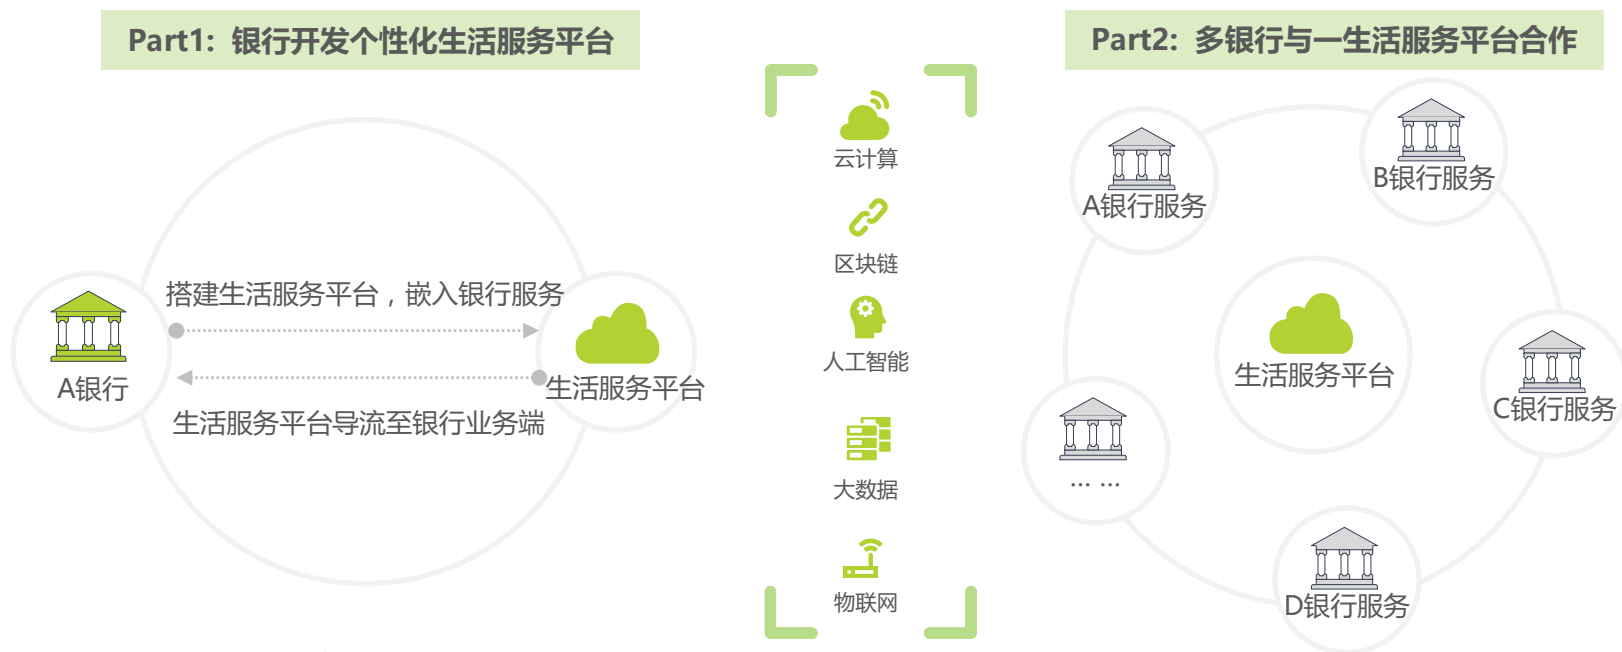 Part1：银行开发个性化生活服务平台
搭建生活服务平台，嵌入银行服务
A银行
生活服务平台
生活服务平台导流至银行业务端
云计算
区块链
人工智能
大数据
物联网
Part2：多银行与一生活服务平台合作
A银行服务
B银行服务
生活服务平台
C银行服务
... ...
D银行服务